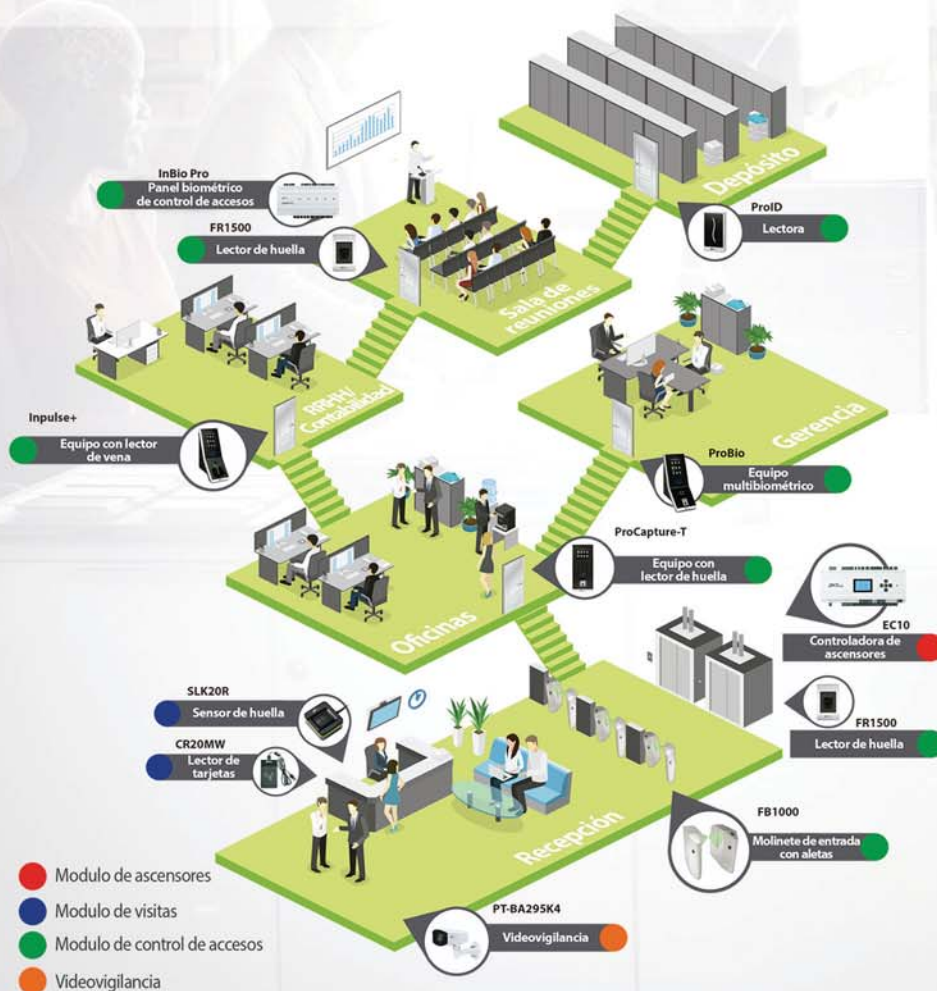 InBio Pro
Panel biométrico
de control de accesos
FR1500
Lector de huella
Depósito
ProID
Lectora
Sala de
reuniones
RRHH/
Contabilidad
Inpulse+
Equipo con lector
de vena
Gerencia
ProBio
Equipo
multibiométrico
ProCapture-T
Equipo con
lector de huella
Oficinas
EC10
Controladora de
ascensores
SLK20R
Sensor de huella
CR20MW
Lector de
tarjetas
FR1500
Lector de huella
Recepción
FB1000
Molinete de entrada
con aletas
PT-BA295K4
Videovigilancia
Modulo de ascensores
Modulo de visitas
Modulo de control de accesos
Videovigilancia